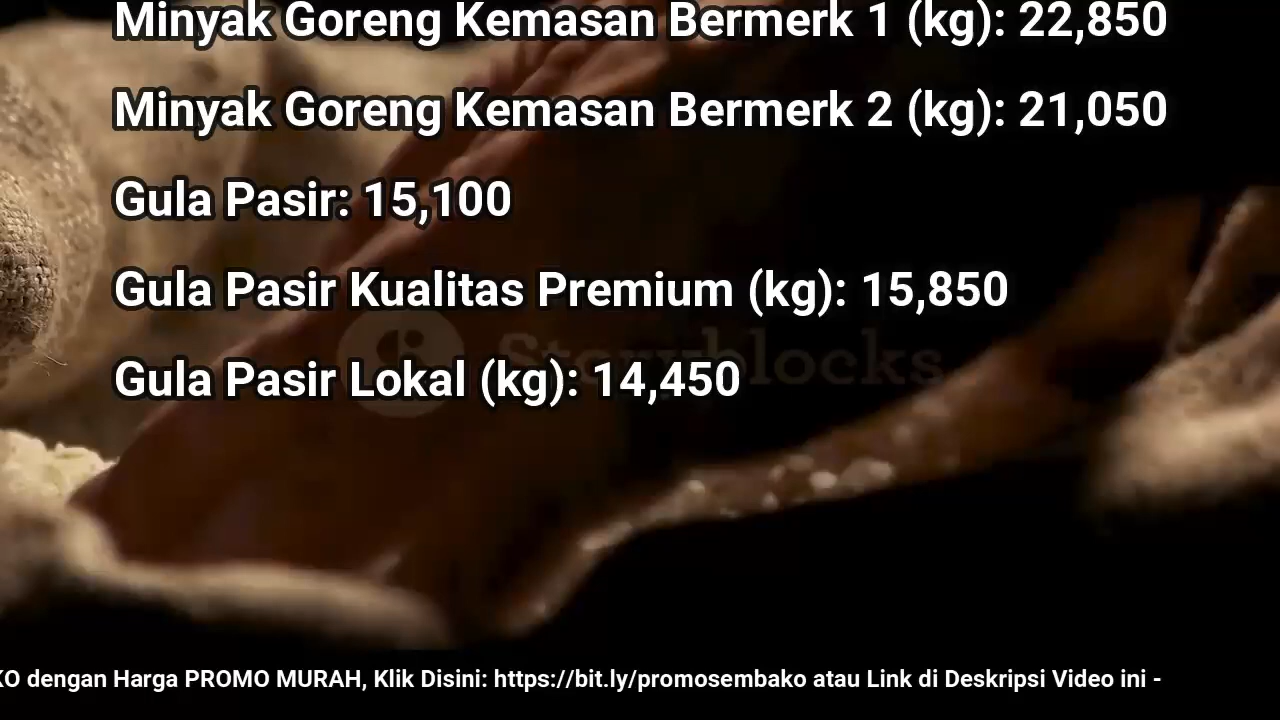 Minyak Goreng Kemasan Bermerk 1 (kg): 22,850
Minyak Goreng Kemasan Bermerk 2 (kg): 21,050
Gula Pasir: 15,100
Gula Pasir Kualitas Premium (kg): 15,850
Storyblocks
Gula Pasir Lokal (kg): 14,450
KO dengan Harga PROMO MURAH, Klik Disini: https://bit.ly/promosembako atau Link di Deskripsi Video ini -